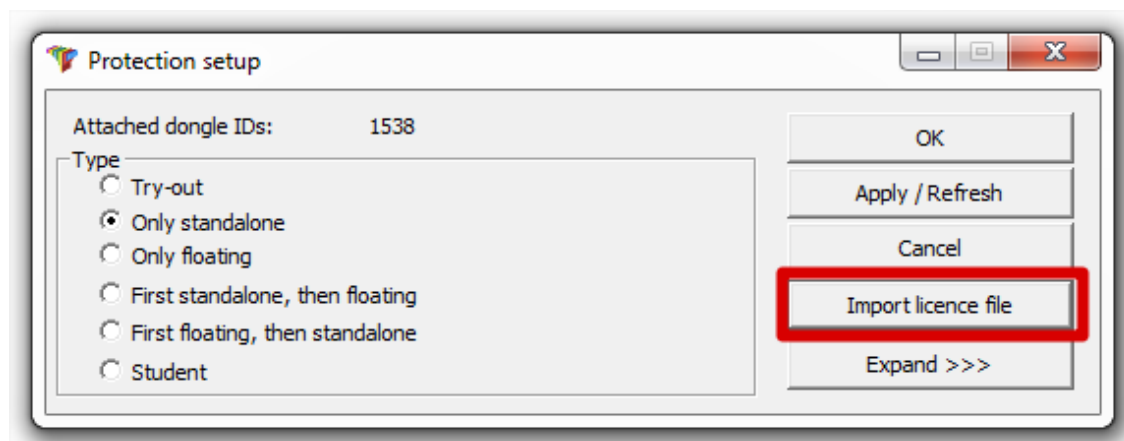 Protection setup
Attached dongle IDs: 1538
Type
Try-out
Only standalone
Only floating
First standalone, then floating
First floating, then standalone
Student
OK
Apply / Refresh
Cancel
Import licence file
Expand >>>